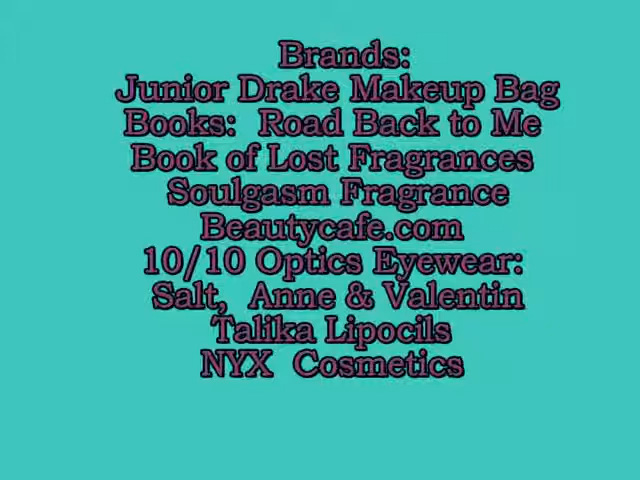 Brands:
Junior Drake Makeup Bag
Books:  Road Back to Me
Book of Lost Fragrances
Soulgasm Fragrance
Beautycafe.com
10/10 Optics Eyewear:
Salt,  Anne & Valentin
Talika Lipocils
NYX  Cosmetics